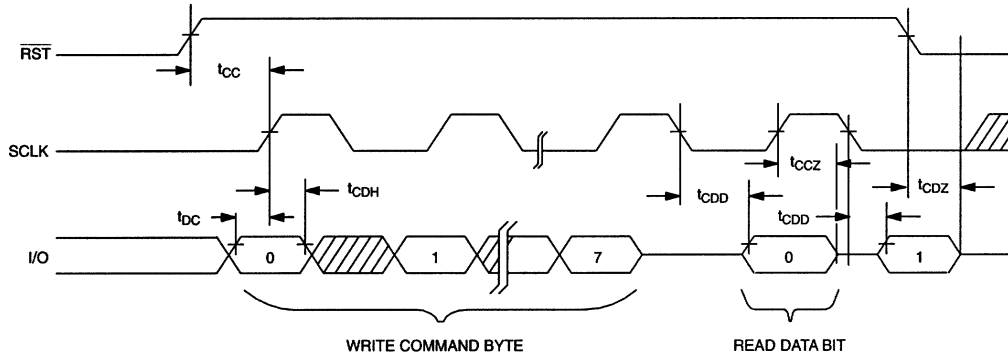 RST
tCC
SCLK
tCCZ
tCDH
tCDD
tCDZ
tDC
tCDD
I/O
0
1
7
0
1
WRITE COMMAND BYTE
READ DATA BIT